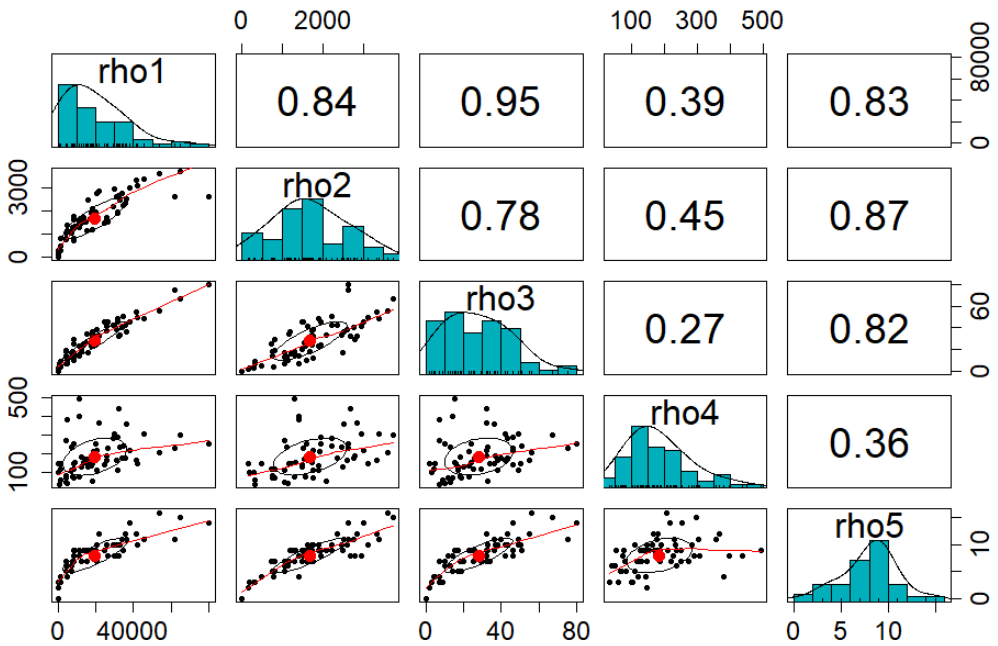 0 2000 100 300 500
rho1 0.84 0.95 0.39 0.83 0 80000
0 3000 rho2 0.78 0.45 0.87
rho3 0.27 0.82 0 60
100 500 rho4 0.36
rho5 0 10
0 40000 0 40 80 0 5 10